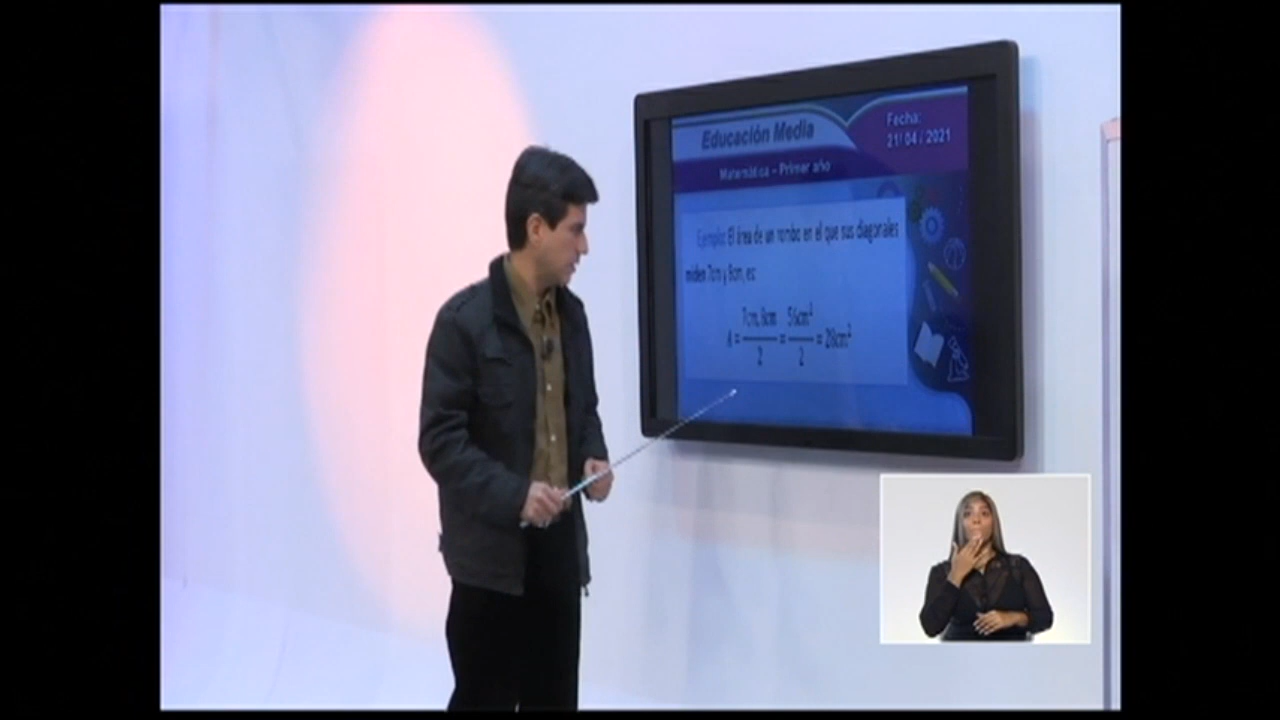 Educación Media
Fecha:
21/ 04 / 2021
Matemática – Primer año
Ejemplo: El área de un rombo en el que sus diagonales
miden 7cm y 8cm, es:
A = 7cm. 8cm / 2 = 56cm² / 2 = 28cm²